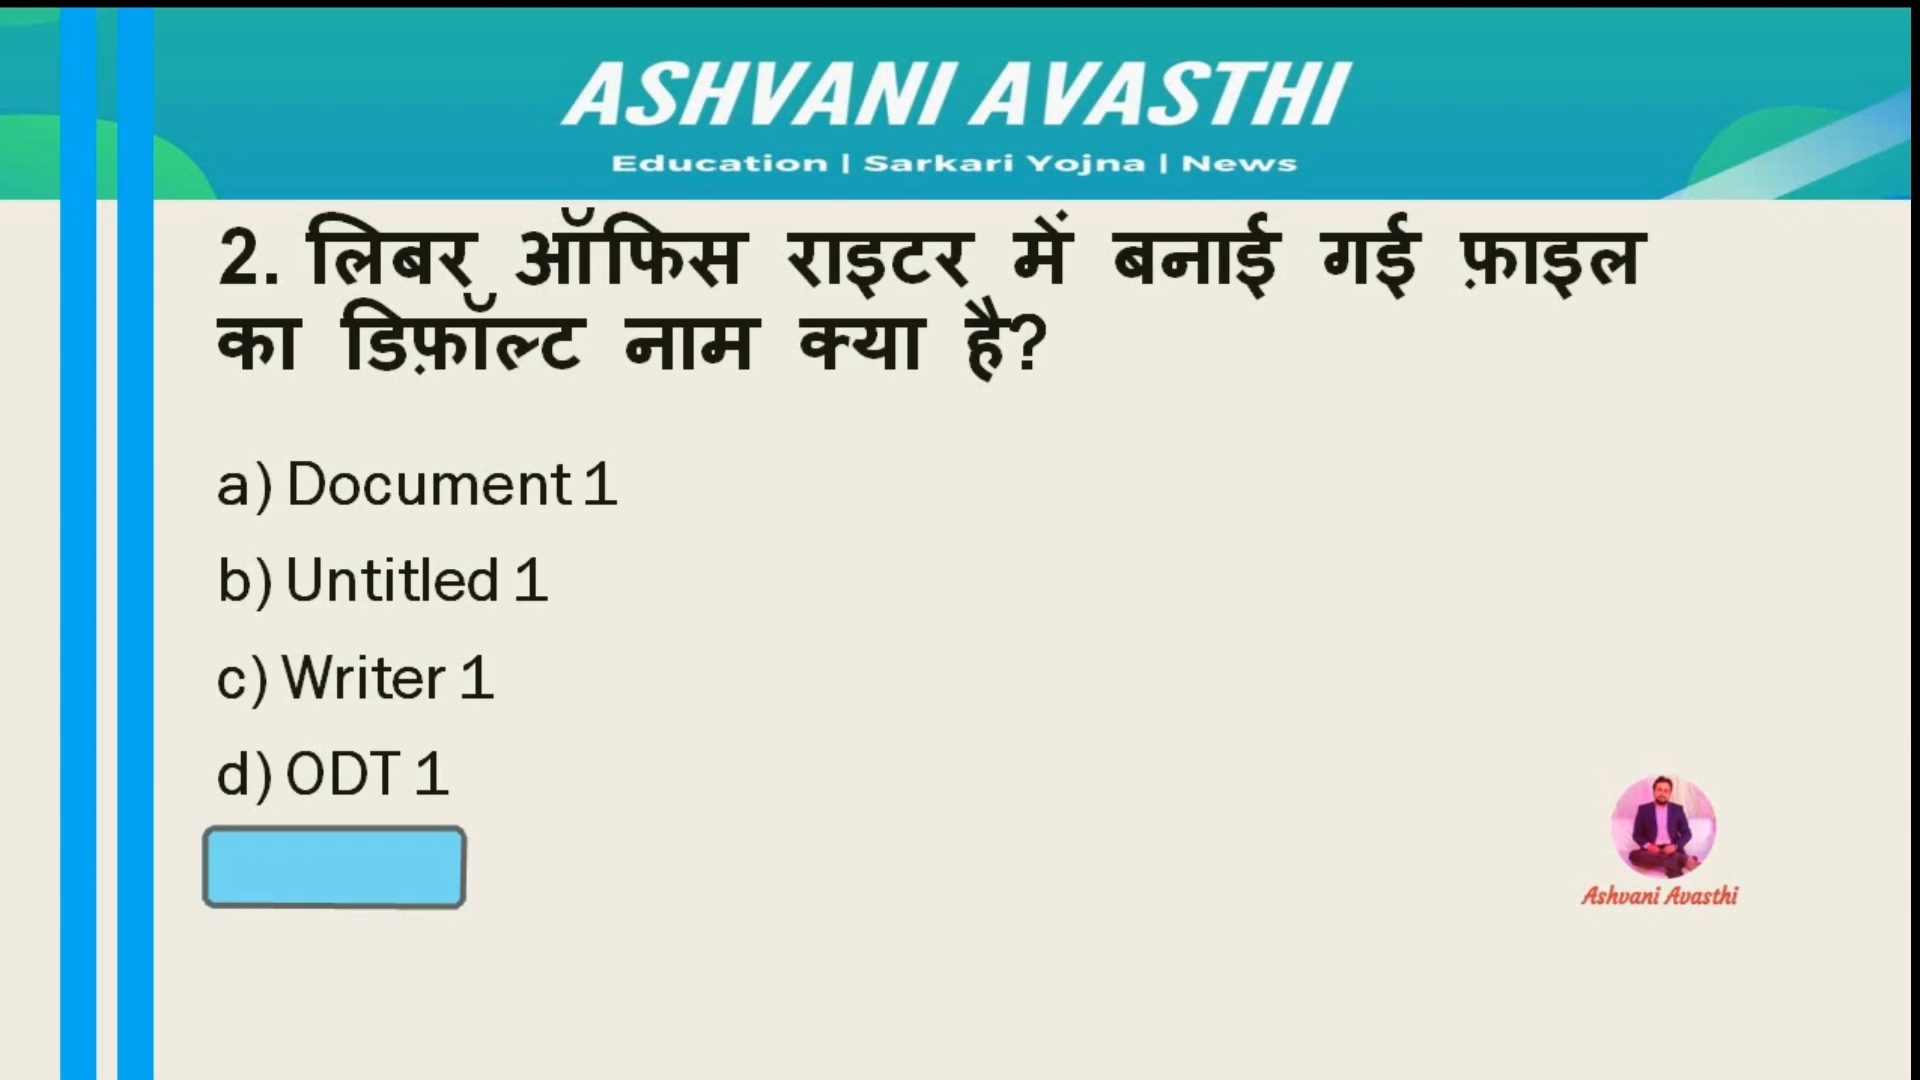 ASHVANI AVASTHI
Education | Sarkari Yojna | News
2. लिबर ऑफिस राइटर में बनाई गई फ़ाइल
का डिफ़ॉल्ट नाम क्या है?
a) Document 1
b) Untitled 1
c) Writer 1
d) ODT 1
Ashvani Avasthi